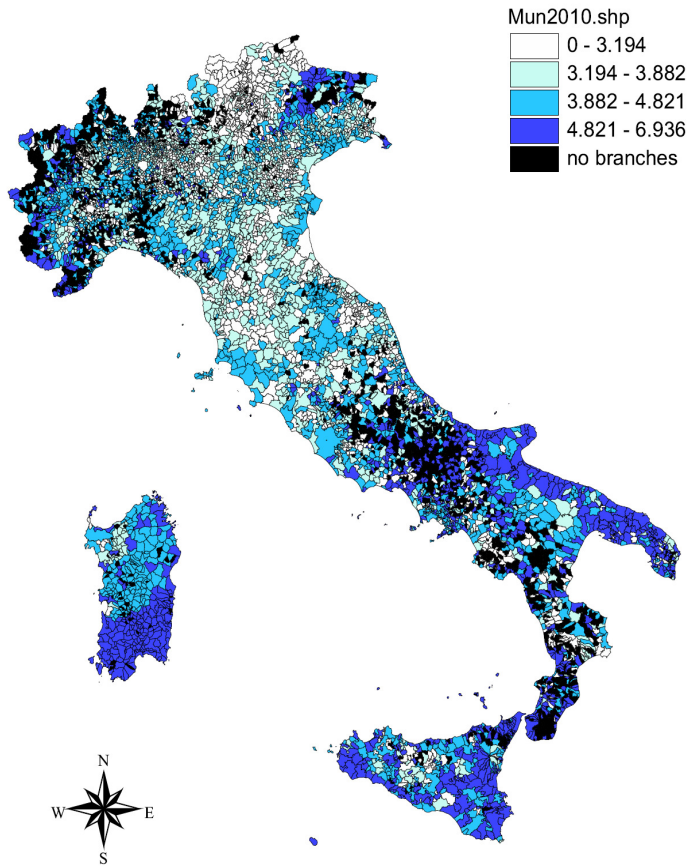 Mun2010.shp
0 - 3.194
3.194 - 3.882
3.882 - 4.821
4.821 - 6.936
no branches
N
W E
S